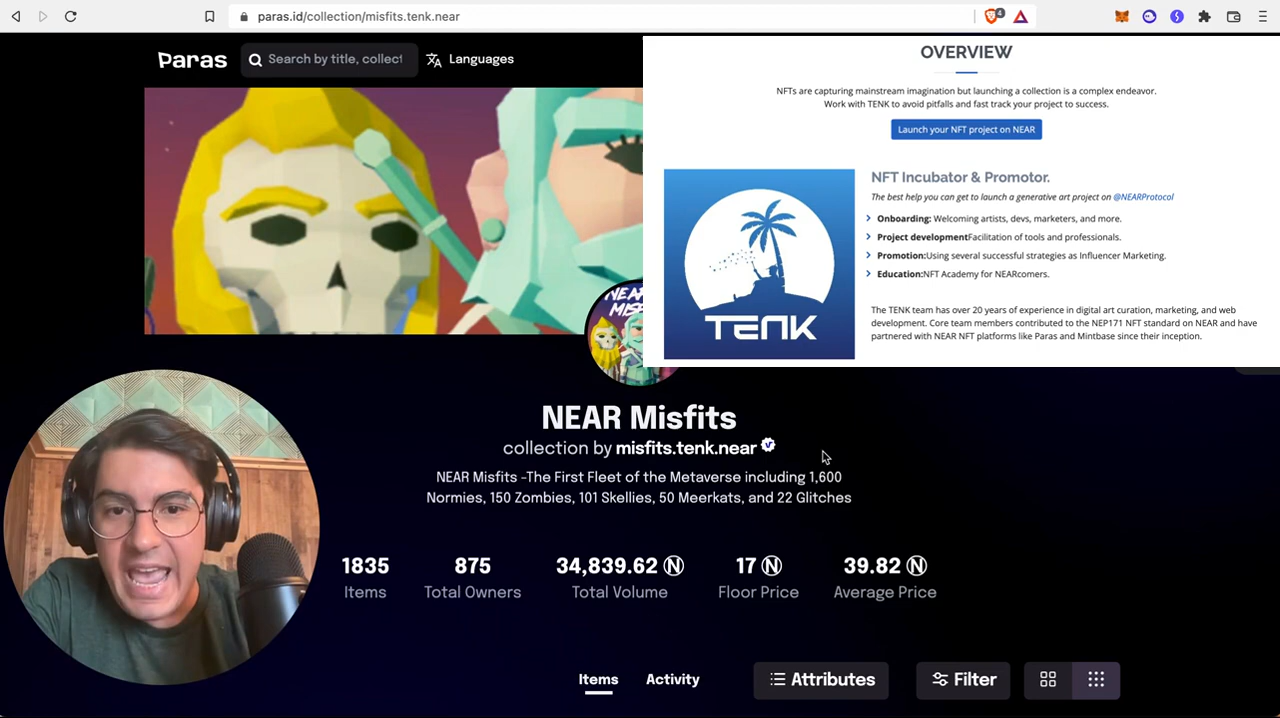 paras.id/collection/misfits.tenk.near
4
Paras
Search by title, collect
Languages
OVERVIEW
NFTs are capturing mainstream imagination but launching a collection is a complex endeavor.
Work with TENK to avoid pitfalls and fast track your project to success.
Launch your NFT project on NEAR
TENK
NFT Incubator & Promotor.
The best help you can get to launch a generative art project on @NEARProtocol
Onboarding: Welcoming artists, devs, marketers, and more.
Project developmentFacilitation of tools and professionals.
Promotion:Using several successful strategies as Influencer Marketing.
Education:NFT Academy for NEARcomers.
The TENK team has over 20 years of experience in digital art curation, marketing, and web
development. Core team members contributed to the NEP171 NFT standard on NEAR and have
partnered with NEAR NFT platforms like Paras and Mintbase since their inception.
NEAR Misfits
collection by misfits.tenk.near
NEAR Misfits -The First Fleet of the Metaverse including 1,600
Normies, 150 Zombies, 101 Skellies, 50 Meerkats, and 22 Glitches
1835 875 34,839.62 Ⓝ 17 Ⓝ 39.82 Ⓝ
Items Total Owners Total Volume Floor Price Average Price
Items Activity Attributes Filter